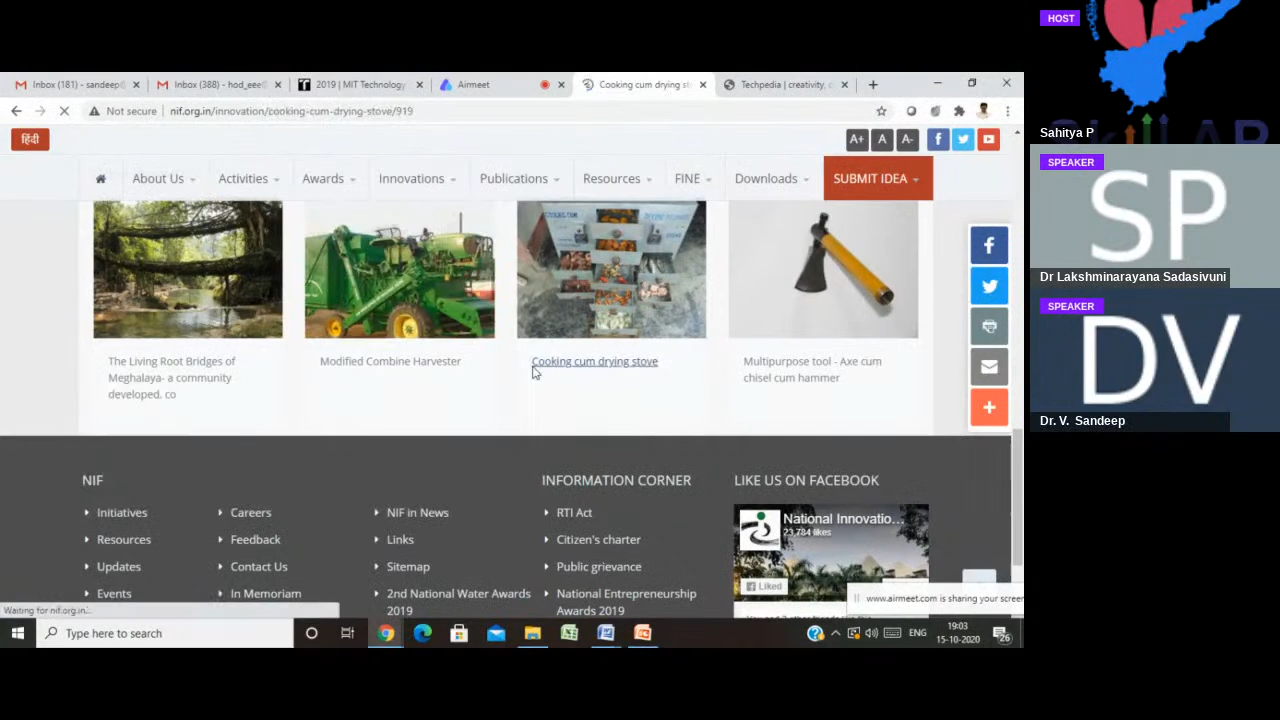 HOST
Sahitya P
SPEAKER
SP
Dr Lakshminarayana Sadasivuni
SPEAKER
DV
Dr. V. Sandeep
Inbox (181) - sandeep
Inbox (388) - hod_eee
2019 | MIT Technology
Airmeet
Cooking cum drying sto
Techpedia | creativity, c
Not secure
nif.org.in/innovation/cooking-cum-drying-stove/919
हिंदी
A+
A
A-
About Us
Activities
Awards
Innovations
Publications
Resources
FINE
Downloads
SUBMIT IDEA
The Living Root Bridges of
Meghalaya- a community
developed, co
Modified Combine Harvester
Cooking cum drying stove
Multipurpose tool - Axe cum
chisel cum hammer
NIF
Initiatives
Resources
Updates
Events
Careers
Feedback
Contact Us
In Memoriam
NIF in News
Links
Sitemap
2nd National Water Awards
2019
INFORMATION CORNER
RTI Act
Citizen's charter
Public grievance
National Entrepreneurship
Awards 2019
LIKE US ON FACEBOOK
National Innovatio...
23,784 likes
Liked
www.airmeet.com is sharing your screen
Waiting for nif.org.in...
Type here to search
ENG
19:03
15-10-2020
26